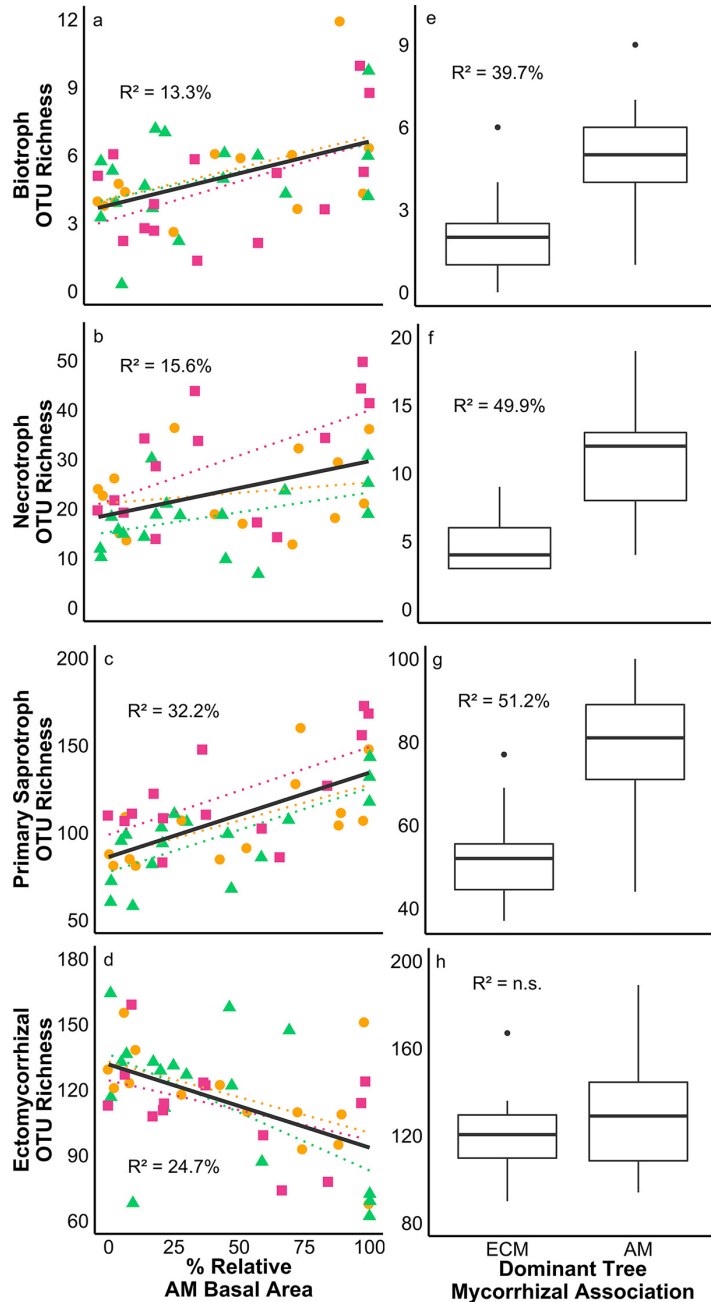 a
Biotroph
OTU Richness
12
9
6
3
0
R² = 13.3%
e
9
6
3
0
R² = 39.7%
b
Necrotroph
OTU Richness
50
40
30
20
10
0
R² = 15.6%
f
20
15
10
5
0
R² = 49.9%
c
Primary Saprotroph
OTU Richness
200
150
100
50
R² = 32.2%
g
100
80
60
40
R² = 51.2%
d
Ectomycorrhizal
OTU Richness
180
150
120
90
60
R² = 24.7%
0 25 50 75 100
% Relative
AM Basal Area
h
200
160
120
80
R² = n.s.
ECM AM
Dominant Tree
Mycorrhizal Association